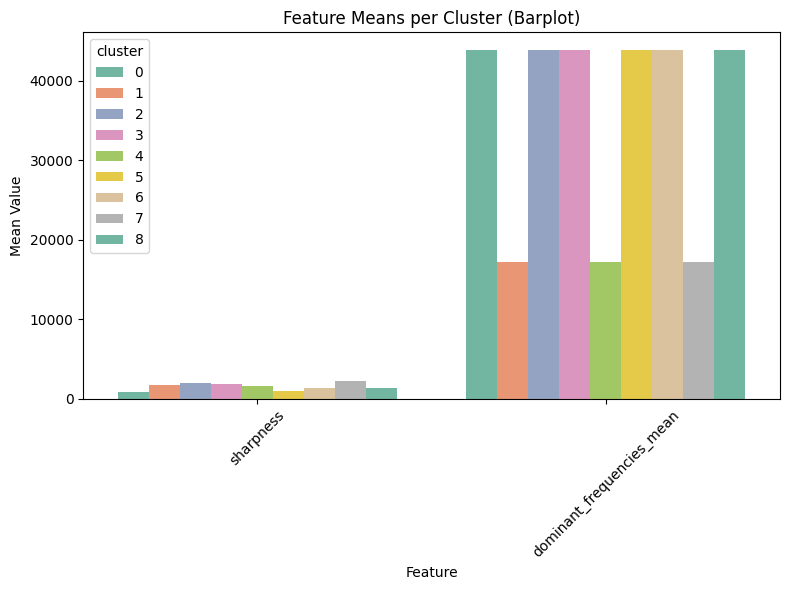 Feature Means per Cluster (Barplot)
cluster
0
1
2
3
4
5
6
7
8
Mean Value
40000
30000
20000
10000
0
sharpness
dominant_frequencies_mean
Feature